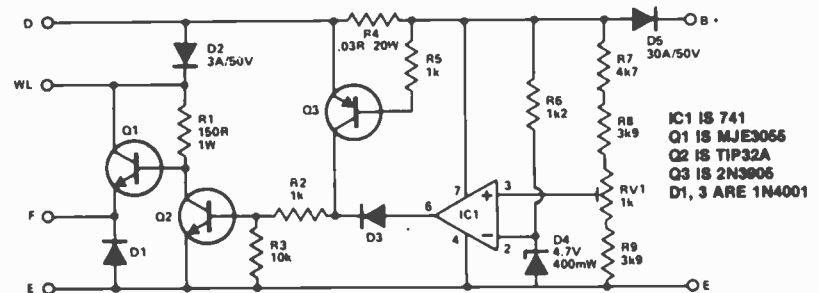 D
R4
.03R 20W
D5
30A/50V
B+
D2
3A/50V
R5
1k
R7
4k7
WL
Q3
R6
1k2
R8
3k9
Q1
R1
150R
1W
IC1 IS 741
Q1 IS MJE3055
Q2 IS TIP32A
Q3 IS 2N3905
D1, 3 ARE 1N4001
7
3
+
RV1
1k
R2
1k
6
IC1
F
Q2
D3
4
−
2
D1
R3
10k
D4
4.7V
400mW
R9
3k9
E
E